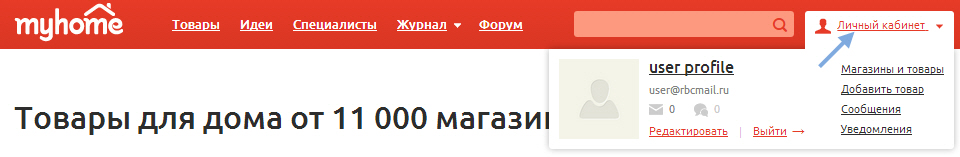 myhome Товары Идеи Специалисты Журнал Форум Личный кабинет
user profile
user@rbcmail.ru
0 0
Редактировать | Выйти →
Магазины и товары
Добавить товар
Сообщения
Уведомления
Товары для дома от 11 000 магази